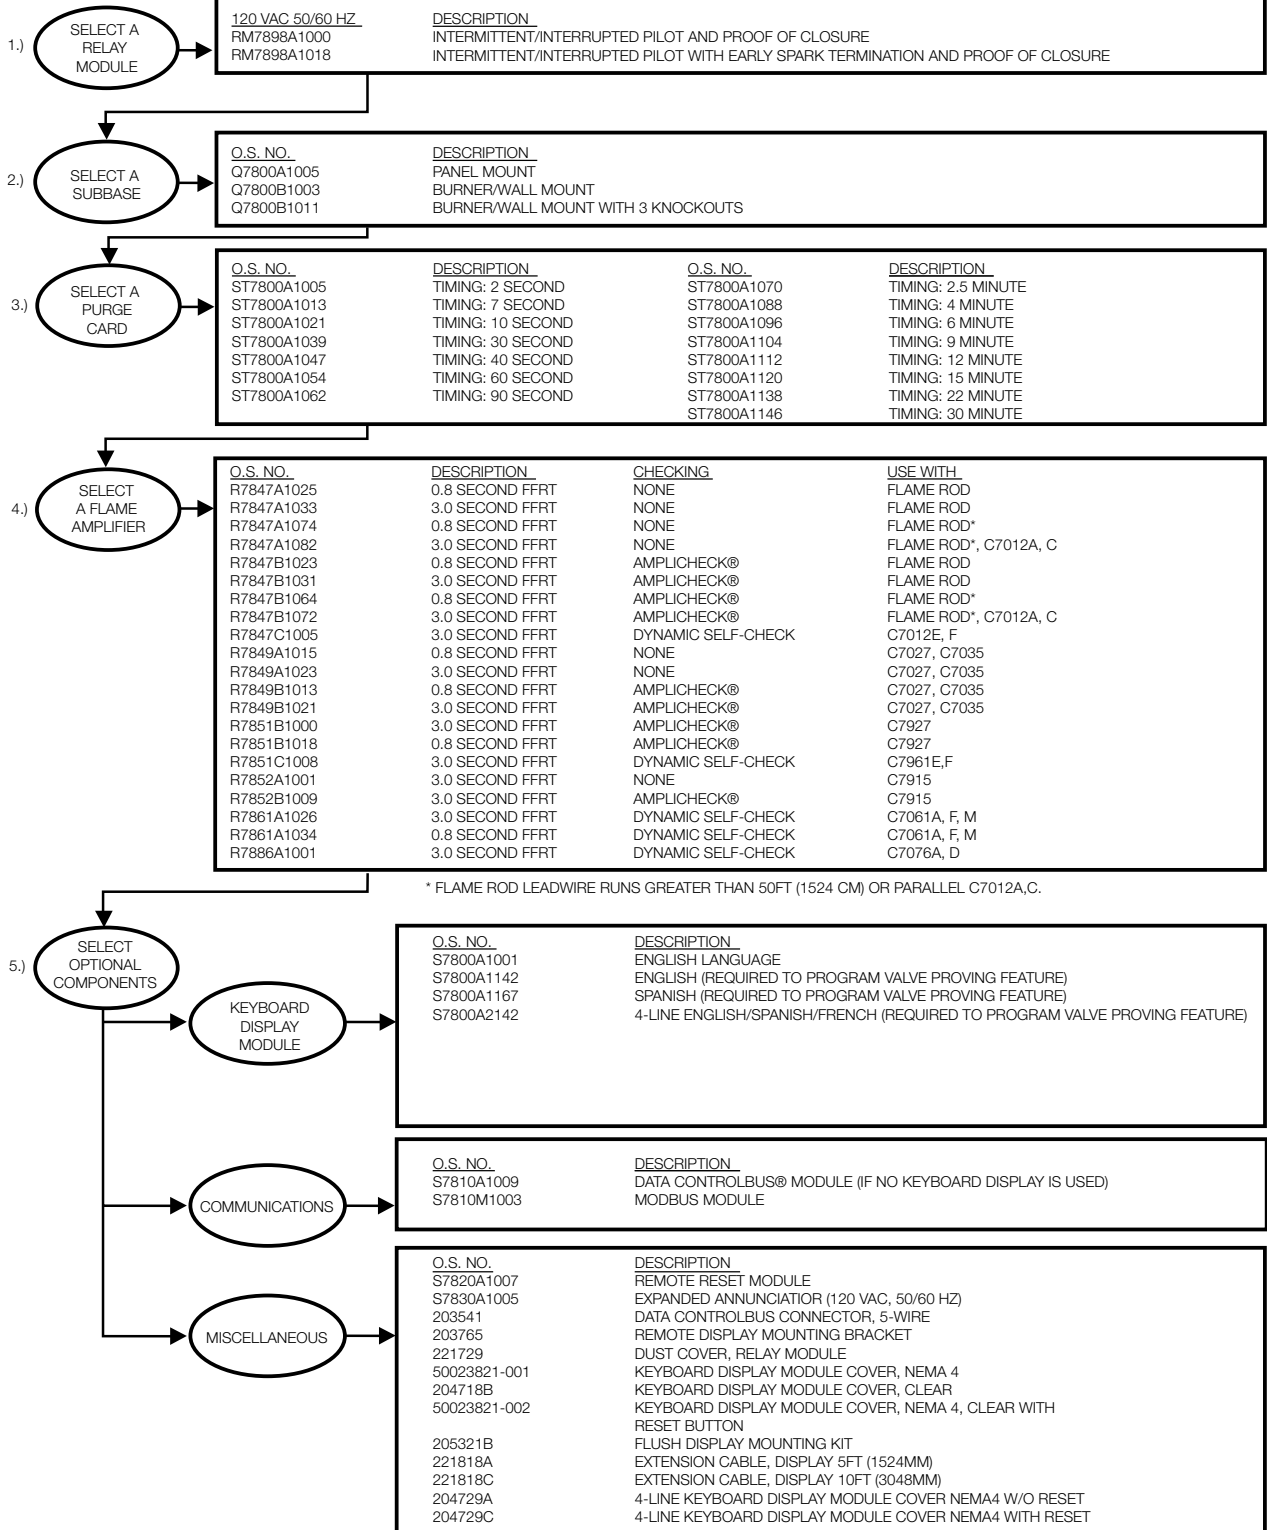 1.) SELECT A RELAY MODULE
120 VAC 50/60 HZ DESCRIPTION
RM7898A1000 INTERMITTENT/INTERRUPTED PILOT AND PROOF OF CLOSURE
RM7898A1018 INTERMITTENT/INTERRUPTED PILOT WITH EARLY SPARK TERMINATION AND PROOF OF CLOSURE
2.) SELECT A SUBBASE
O.S. NO. DESCRIPTION
Q7800A1005 PANEL MOUNT
Q7800B1003 BURNER/WALL MOUNT
Q7800B1011 BURNER/WALL MOUNT WITH 3 KNOCKOUTS
3.) SELECT A PURGE CARD
O.S. NO. DESCRIPTION O.S. NO. DESCRIPTION
ST7800A1005 TIMING: 2 SECOND ST7800A1070 TIMING: 2.5 MINUTE
ST7800A1013 TIMING: 7 SECOND ST7800A1088 TIMING: 4 MINUTE
ST7800A1021 TIMING: 10 SECOND ST7800A1096 TIMING: 6 MINUTE
ST7800A1039 TIMING: 30 SECOND ST7800A1104 TIMING: 9 MINUTE
ST7800A1047 TIMING: 40 SECOND ST7800A1112 TIMING: 12 MINUTE
ST7800A1054 TIMING: 60 SECOND ST7800A1120 TIMING: 15 MINUTE
ST7800A1062 TIMING: 90 SECOND ST7800A1138 TIMING: 22 MINUTE
ST7800A1146 TIMING: 30 MINUTE
4.) SELECT A FLAME AMPLIFIER
O.S. NO. DESCRIPTION CHECKING USE WITH
R7847A1025 0.8 SECOND FFRT NONE FLAME ROD
R7847A1033 3.0 SECOND FFRT NONE FLAME ROD
R7847A1074 0.8 SECOND FFRT NONE FLAME ROD*
R7847A1082 3.0 SECOND FFRT NONE FLAME ROD*, C7012A, C
R7847B1023 0.8 SECOND FFRT AMPLICHECK® FLAME ROD
R7847B1031 3.0 SECOND FFRT AMPLICHECK® FLAME ROD
R7847B1064 0.8 SECOND FFRT AMPLICHECK® FLAME ROD*
R7847B1072 3.0 SECOND FFRT AMPLICHECK® FLAME ROD*, C7012A, C
R7847C1005 3.0 SECOND FFRT DYNAMIC SELF-CHECK C7012E, F
R7849A1015 0.8 SECOND FFRT NONE C7027, C7035
R7849A1023 3.0 SECOND FFRT NONE C7027, C7035
R7849B1013 0.8 SECOND FFRT AMPLICHECK® C7027, C7035
R7849B1021 3.0 SECOND FFRT AMPLICHECK® C7027, C7035
R7851B1000 3.0 SECOND FFRT AMPLICHECK® C7927
R7851B1018 0.8 SECOND FFRT AMPLICHECK® C7927
R7851C1008 3.0 SECOND FFRT DYNAMIC SELF-CHECK C7961E,F
R7852A1001 3.0 SECOND FFRT NONE C7915
R7852B1009 3.0 SECOND FFRT AMPLICHECK® C7915
R7861A1026 3.0 SECOND FFRT DYNAMIC SELF-CHECK C7061A, F, M
R7861A1034 0.8 SECOND FFRT DYNAMIC SELF-CHECK C7061A, F, M
R7886A1001 3.0 SECOND FFRT DYNAMIC SELF-CHECK C7076A, D
* FLAME ROD LEADWIRE RUNS GREATER THAN 50FT (1524 CM) OR PARALLEL C7012A,C.
5.) SELECT OPTIONAL COMPONENTS
KEYBOARD DISPLAY MODULE
O.S. NO. DESCRIPTION
S7800A1001 ENGLISH LANGUAGE
S7800A1142 ENGLISH (REQUIRED TO PROGRAM VALVE PROVING FEATURE)
S7800A1167 SPANISH (REQUIRED TO PROGRAM VALVE PROVING FEATURE)
S7800A2142 4-LINE ENGLISH/SPANISH/FRENCH (REQUIRED TO PROGRAM VALVE PROVING FEATURE)
COMMUNICATIONS
O.S. NO. DESCRIPTION
S7810A1009 DATA CONTROLBUS® MODULE (IF NO KEYBOARD DISPLAY IS USED)
S7810M1003 MODBUS MODULE
MISCELLANEOUS
O.S. NO. DESCRIPTION
S7820A1007 REMOTE RESET MODULE
S7830A1005 EXPANDED ANNUNCIATIOR (120 VAC, 50/60 HZ)
203541 DATA CONTROLBUS CONNECTOR, 5-WIRE
203765 REMOTE DISPLAY MOUNTING BRACKET
221729 DUST COVER, RELAY MODULE
50023821-001 KEYBOARD DISPLAY MODULE COVER, NEMA 4
204718B KEYBOARD DISPLAY MODULE COVER, CLEAR
50023821-002 KEYBOARD DISPLAY MODULE COVER, NEMA 4, CLEAR WITH
RESET BUTTON
205321B FLUSH DISPLAY MOUNTING KIT
221818A EXTENSION CABLE, DISPLAY 5FT (1524MM)
221818C EXTENSION CABLE, DISPLAY 10FT (3048MM)
204729A 4-LINE KEYBOARD DISPLAY MODULE COVER NEMA4 W/O RESET
204729C 4-LINE KEYBOARD DISPLAY MODULE COVER NEMA4 WITH RESET